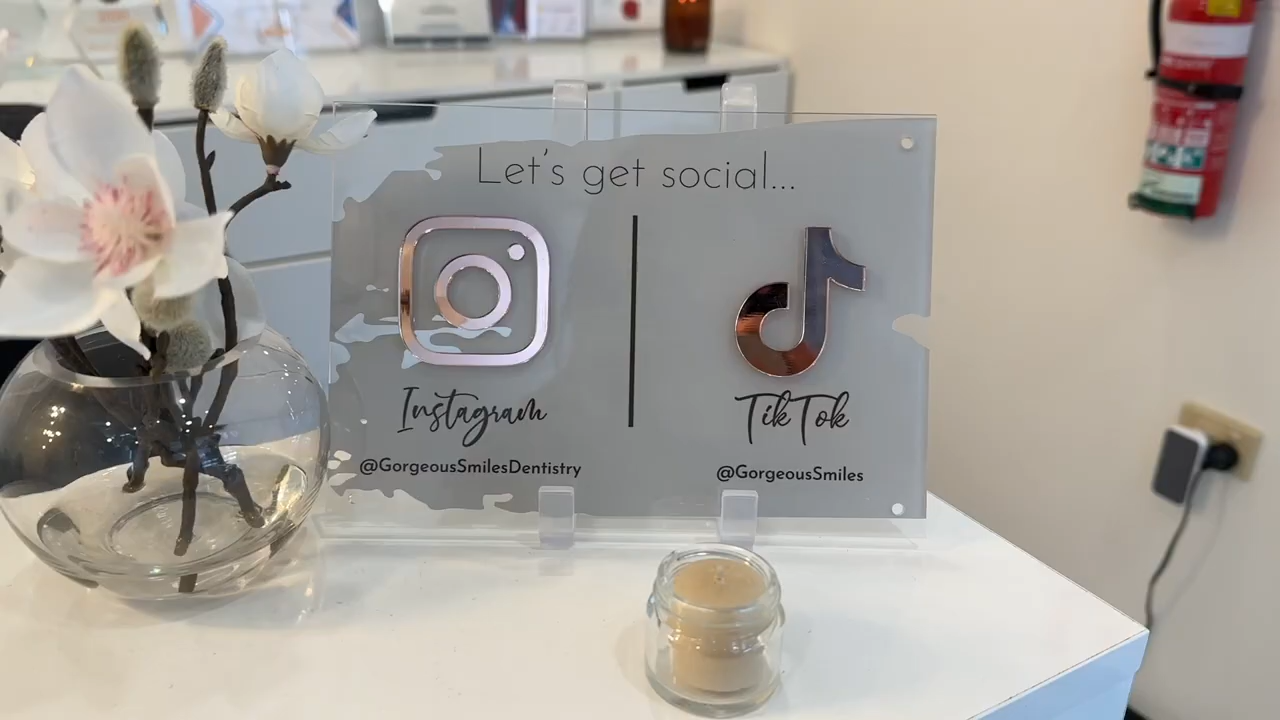 Let's get social...
Instagram
@GorgeousSmilesDentistry
TikTok
@GorgeousSmiles